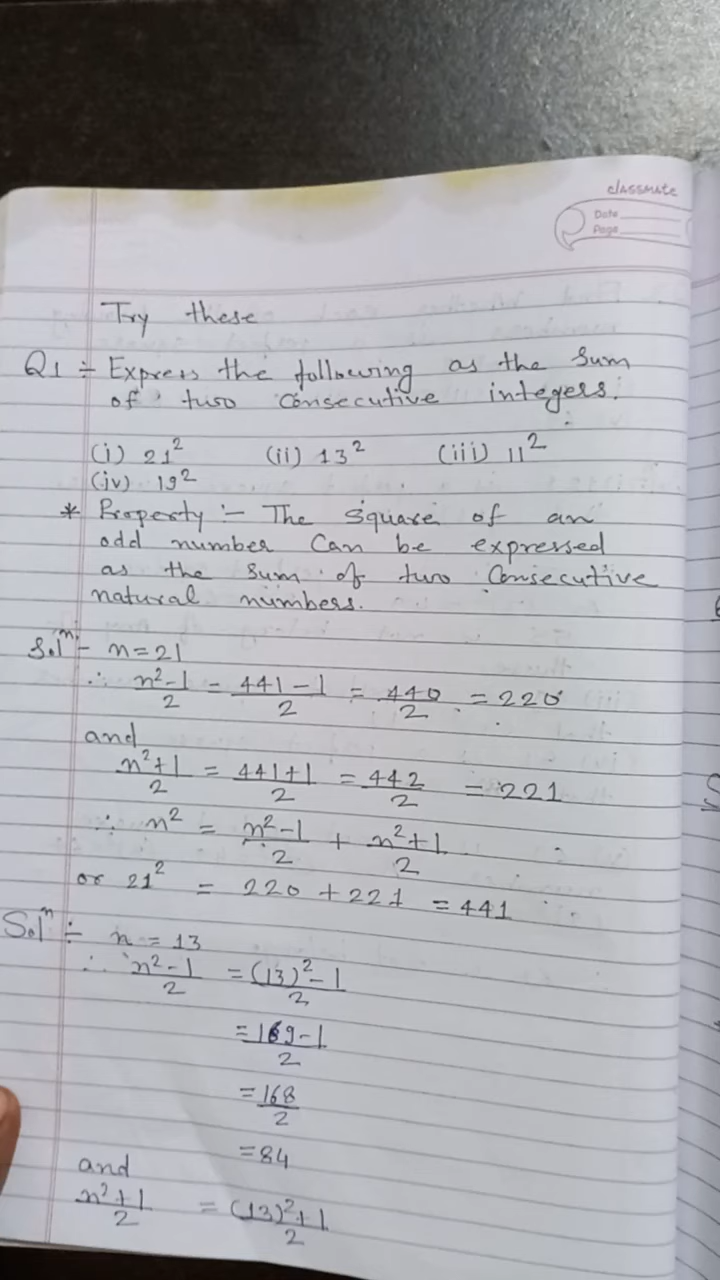 classmate
Date
Page
Try these
Q1 ÷ Express the following as the Sum
of two consecutive integers.
(i) 21² (ii) 13² (iii) 11²
(iv) 19²
* Property :- The square of an
odd number Can be expressed
as the sum of two Consecutive
natural numbers.
Solⁿ - n=21
∴ n²-1/2 = 441-1/2 = 440/2 = 220
and
n²+1/2 = 441+1/2 = 442/2 = 221
∴ n² = n²-1/2 + n²+1/2
or 21² = 220 + 221 = 441
Solⁿ ÷ n = 13
∴ n²-1/2 = (13)²-1/2
= 169-1/2
= 168/2
= 84
and
n²+1/2 = (13)²+1/2